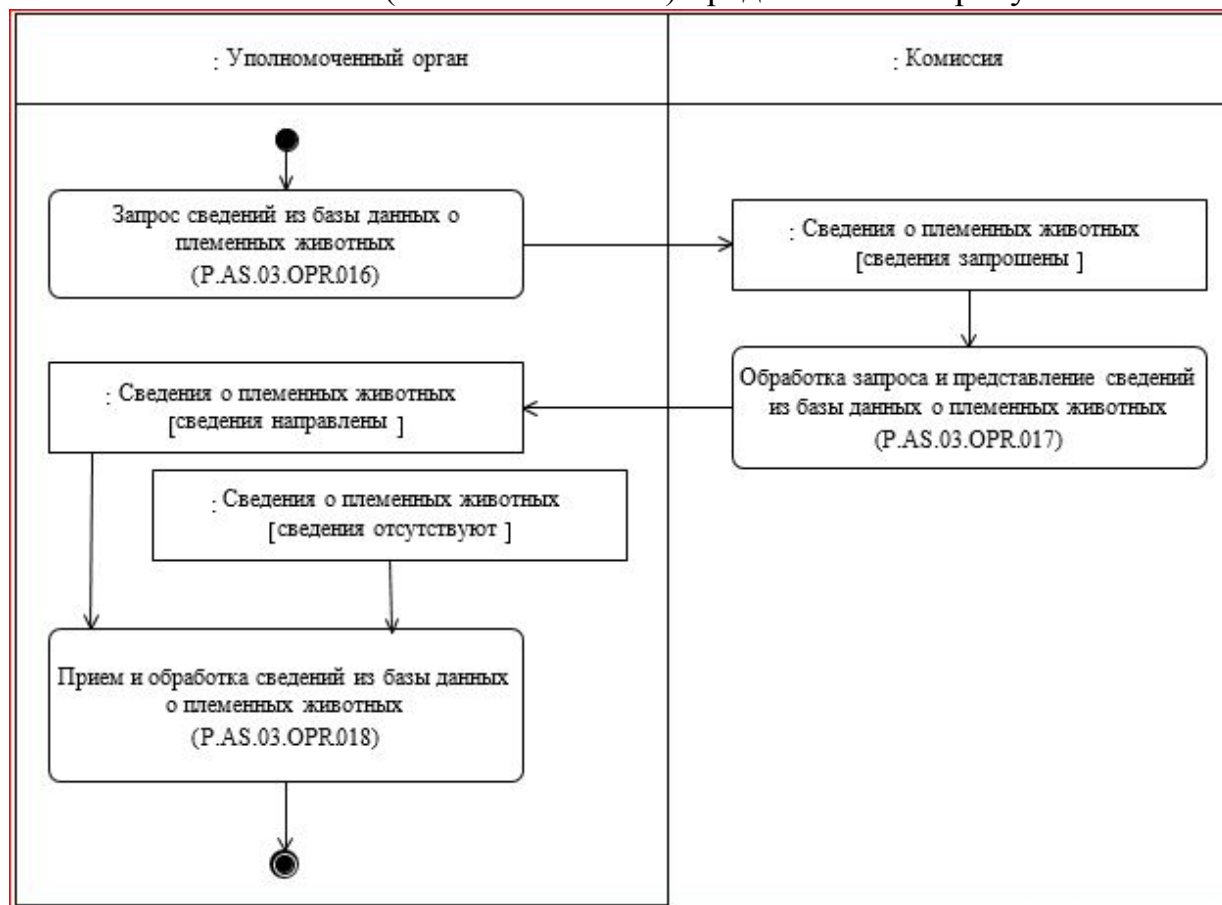 : Уполномоченный орган
: Комиссия
Запрос сведений из базы данных о
племенных животных
(P.AS.03.OPR.016)
: Сведения о племенных животных
[сведения запрошены ]
Обработка запроса и представление сведений
из базы данных о племенных животных
(P.AS.03.OPR.017)
: Сведения о племенных животных
[сведения направлены ]
: Сведения о племенных животных
[сведения отсутствуют ]
Прием и обработка сведений из базы данных
о племенных животных
(P.AS.03.OPR.018)